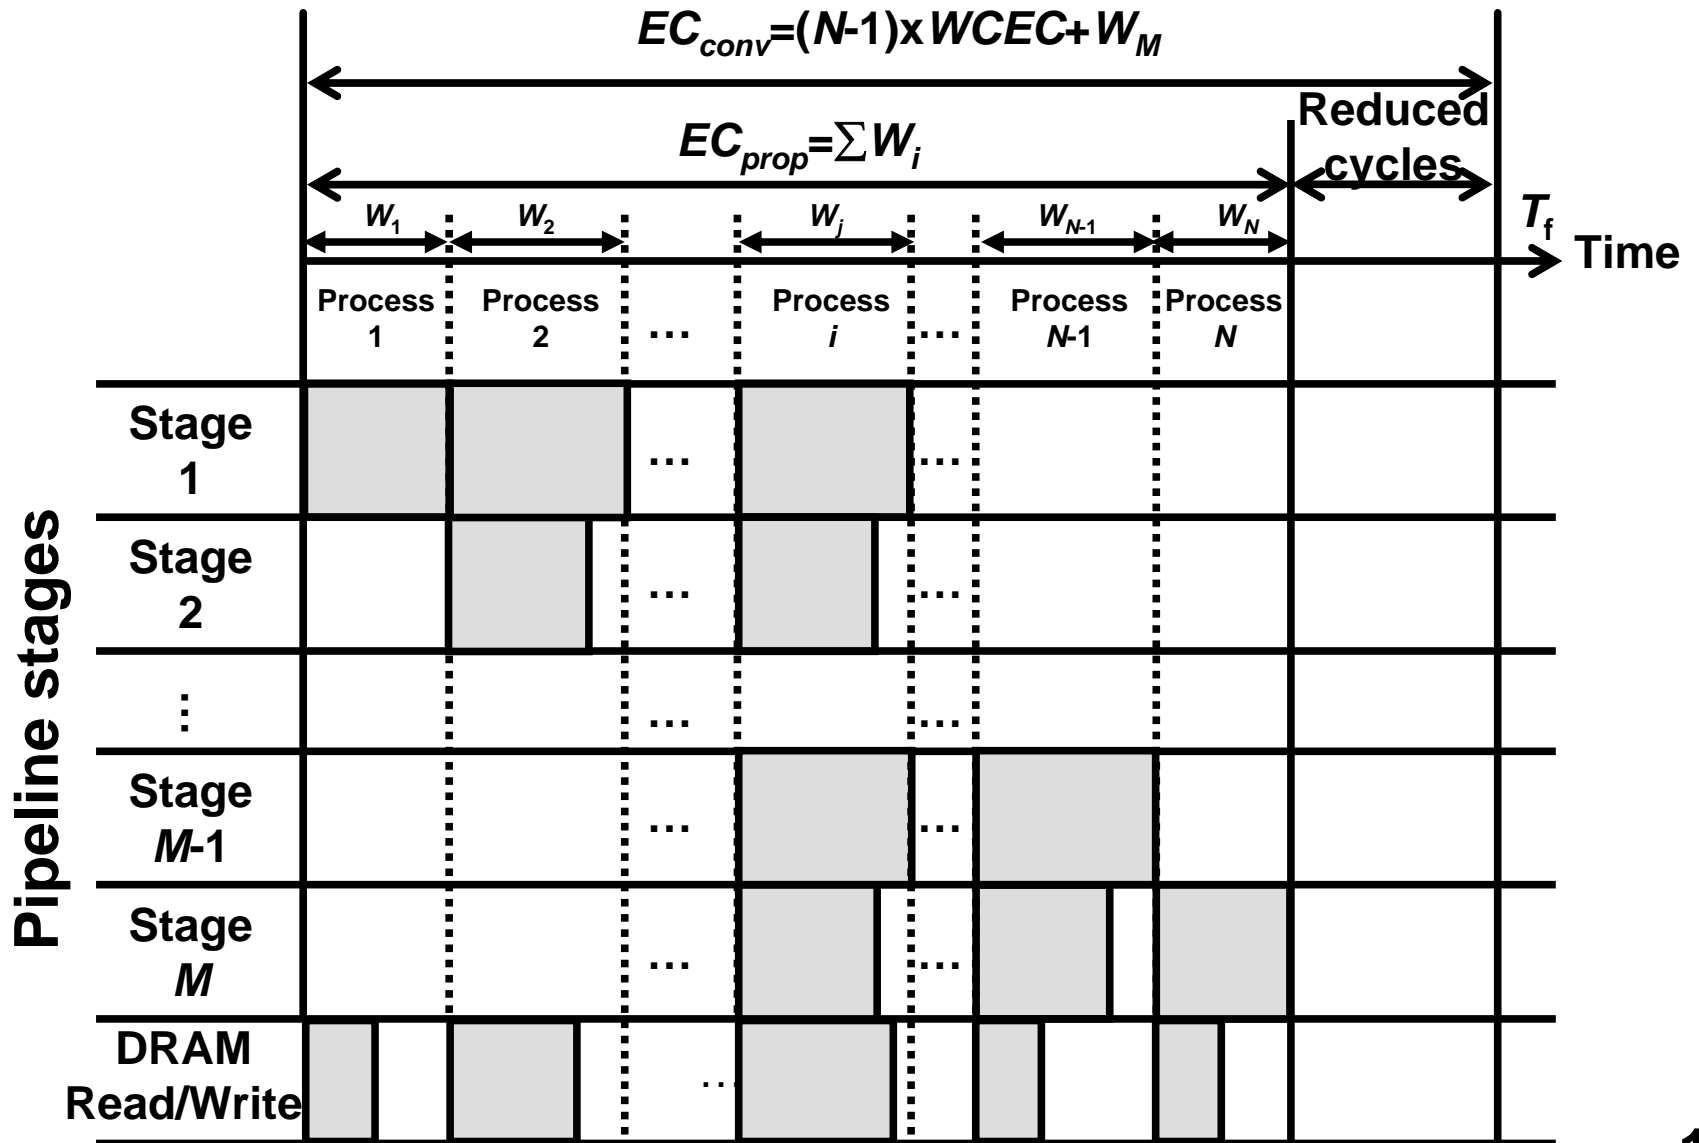 EC_conv=(N-1)xWCEC+W_M
Reduced
cycles
EC_prop=∑W_i
W_1 W_2 W_j W_N-1 W_N
T_f
Time
Process
1
Process
2
...
Process
i
...
Process
N-1
Process
N
Pipeline stages
Stage
1
... ...
Stage
2
... ...
⋮
... ...
Stage
M-1
... ...
Stage
M
... ...
DRAM
Read/Write
...